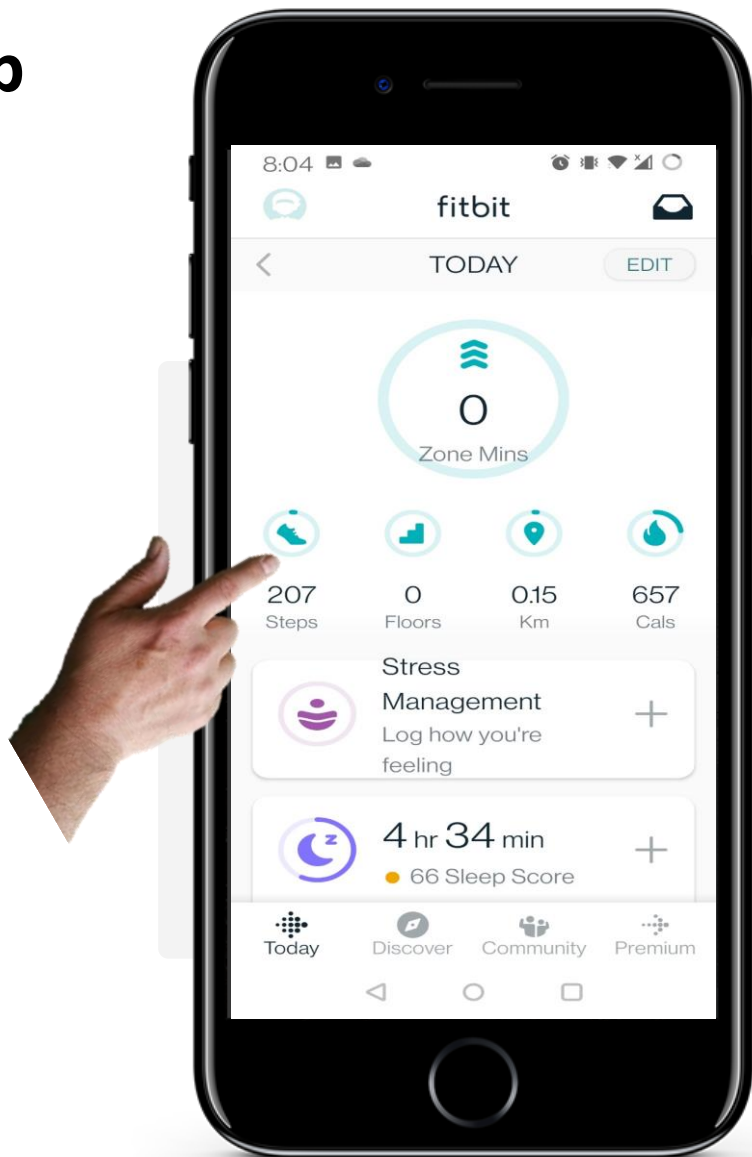 8:04
fitbit
TODAY
EDIT
0
Zone Mins
207 0 0.15 657
Steps Floors Km Cals
Stress
Management
Log how you're
feeling
4 hr 34 min
66 Sleep Score
Today Discover Community Premium